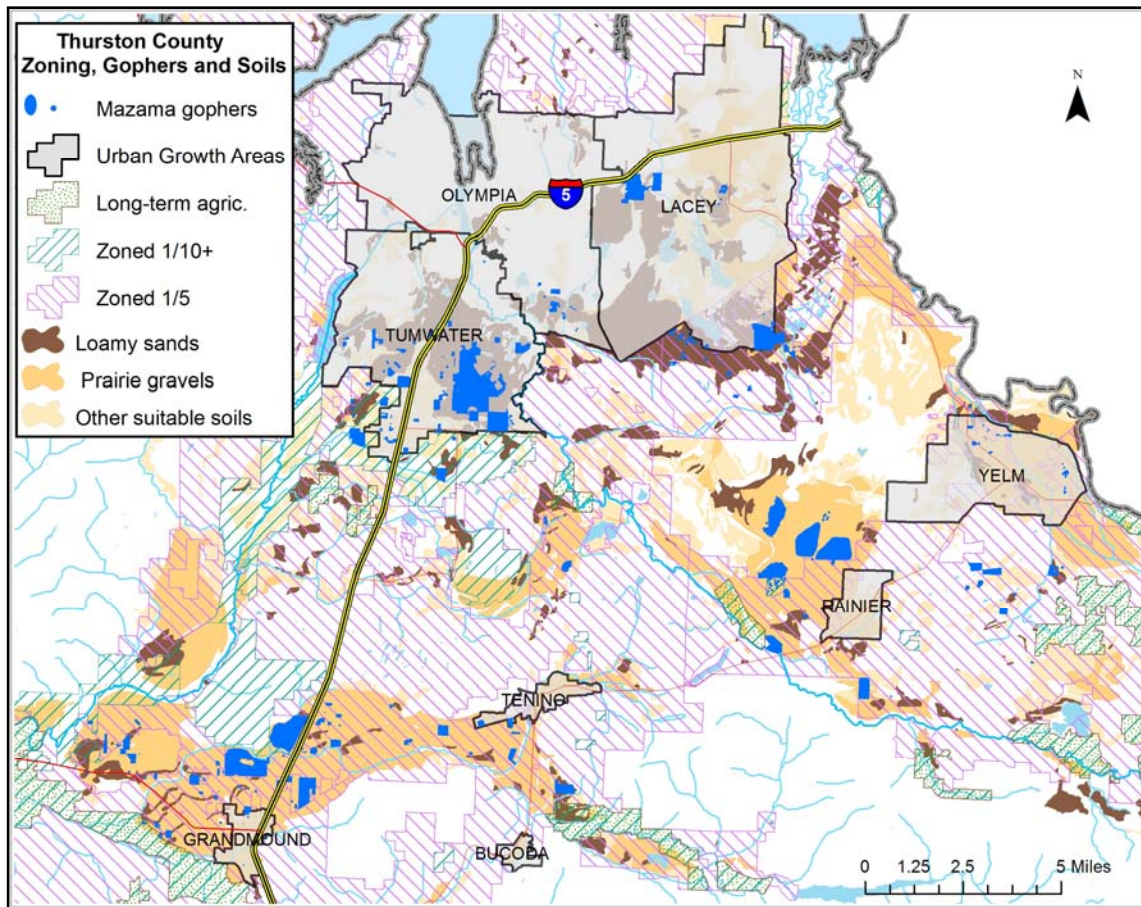 Thurston County
Zoning, Gophers and Soils
Mazama gophers
Urban Growth Areas
Long-term agric.
Zoned 1/10+
Zoned 1/5
Loamy sands
Prairie gravels
Other suitable soils
N
OLYMPIA
5
LACEY
TUMWATER
YELM
RAINIER
TENINO
GRANDMOUND
BUCODA
0 1.25 2.5 5 Miles